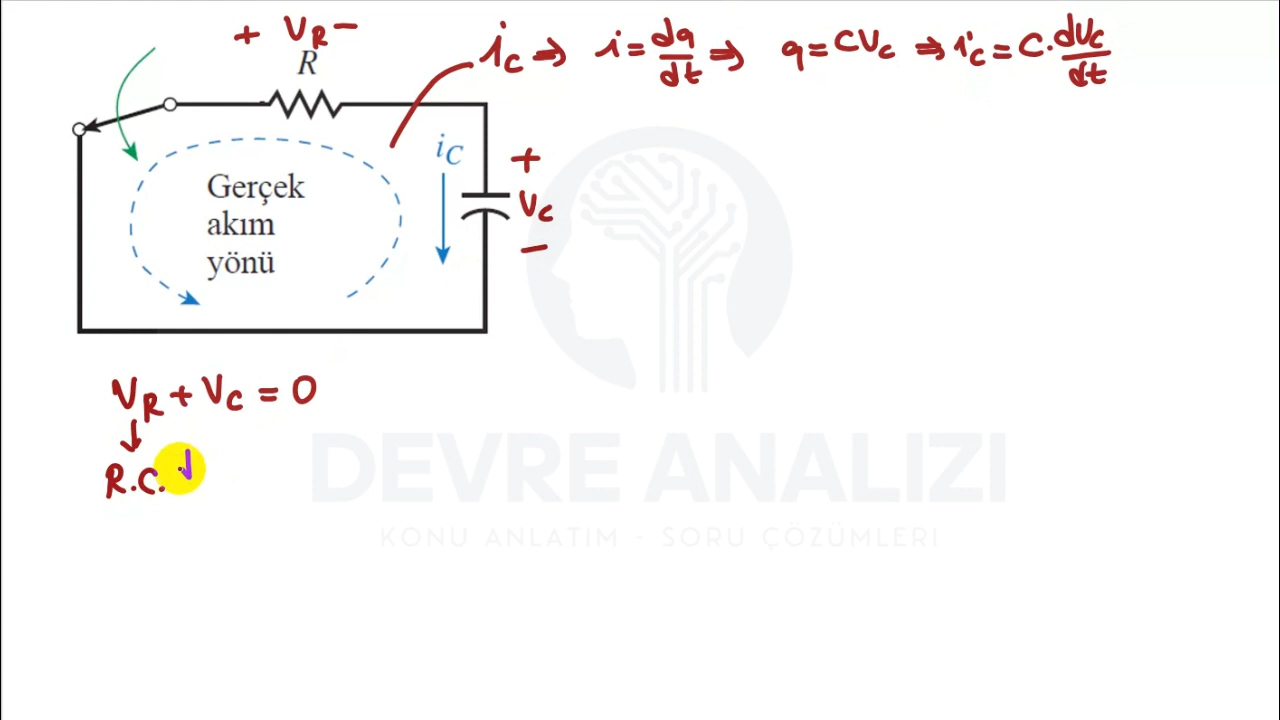 + VR −
iC ⇒ i = dq/dt ⇒ q = CVC ⇒ iC = C·dVC/dt
R
iC
+
VC
−
Gerçek
akım
yönü
VR + VC = 0
↓
R.C.
DEVRE ANALIZI
KONU ANLATIM - SORU ÇÖZÜMLERI